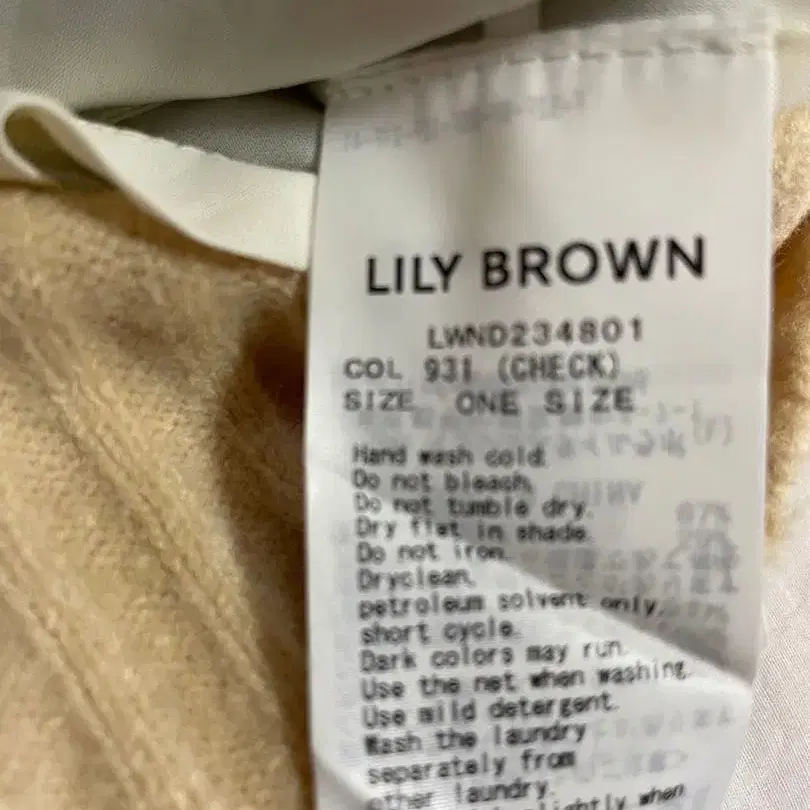 LILY BROWN
LWND234801
COL 931 (CHECK)
SIZE ONE SIZE
Hand wash cold.
Do not bleach.
Do not tumble dry.
Dry flat in shade.
Do not iron.
Dryclean,
petroleum solvent only,
short cycle.
Dark colors may run.
Use the net when washing.
Use mild detergent.
Wash the laundry
separately from
other laundry.
slightly when